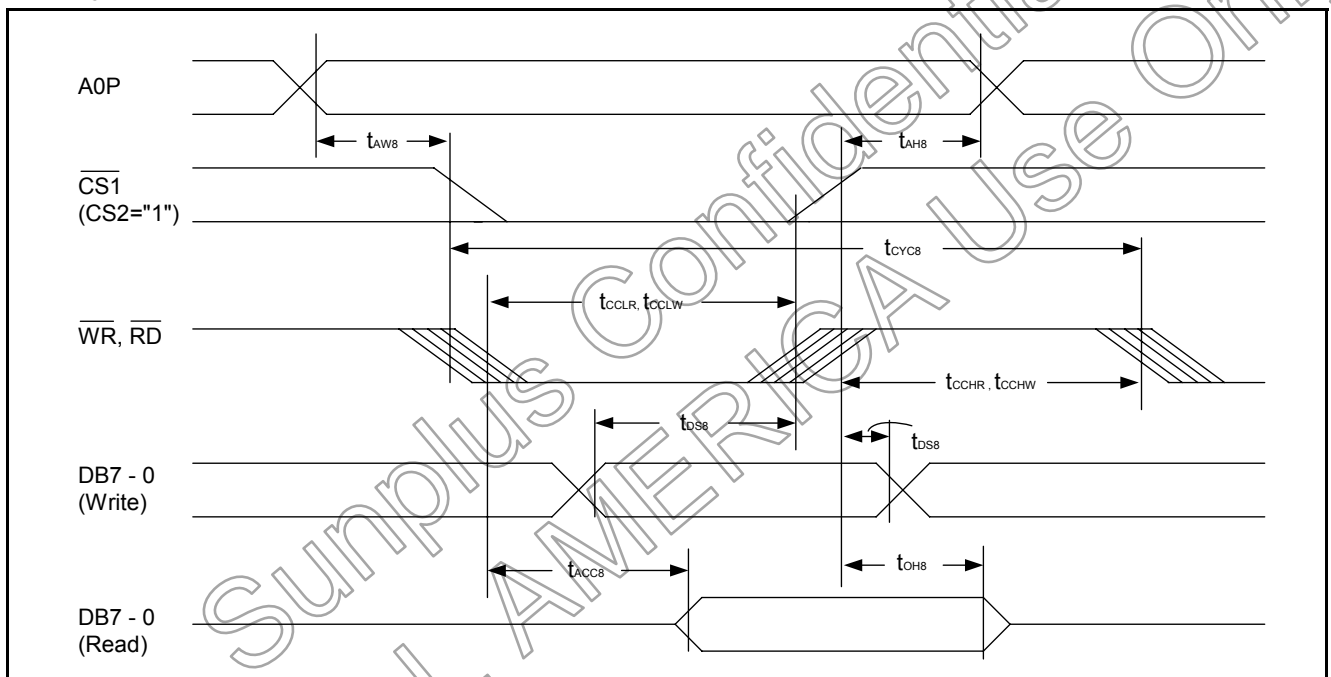 A0P
tAW8
tAH8
CS1
(CS2="1")
tCYC8
tCCLR, tCCLW
WR, RD
tCCHR , tCCHW
tDS8
tDS8
DB7 - 0
(Write)
tACC8
tOH8
DB7 - 0
(Read)
Sunplus Confidential
AMERICA Use